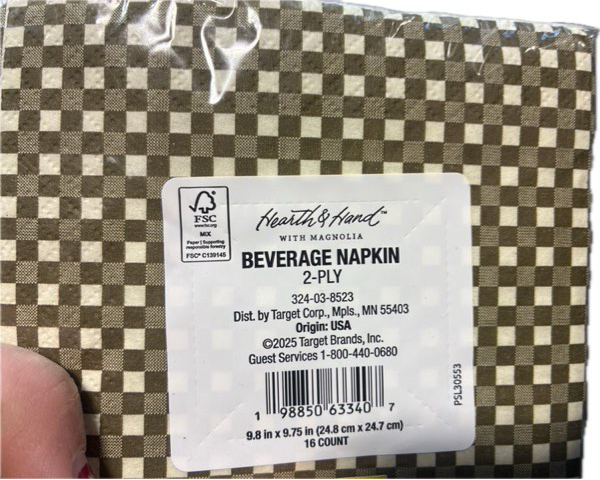 FSC
www.fsc.org
MIX
Paper | Supporting
responsible forestry
FSC® C139145
Hearth & Hand™
WITH MAGNOLIA
BEVERAGE NAPKIN
2-PLY
324-03-8523
Dist. by Target Corp., Mpls., MN 55403
Origin: USA
©2025 Target Brands, Inc.
Guest Services 1-800-440-0680
1 98850 63340 7
9.8 in x 9.75 in (24.8 cm x 24.7 cm)
16 COUNT
PSL30553